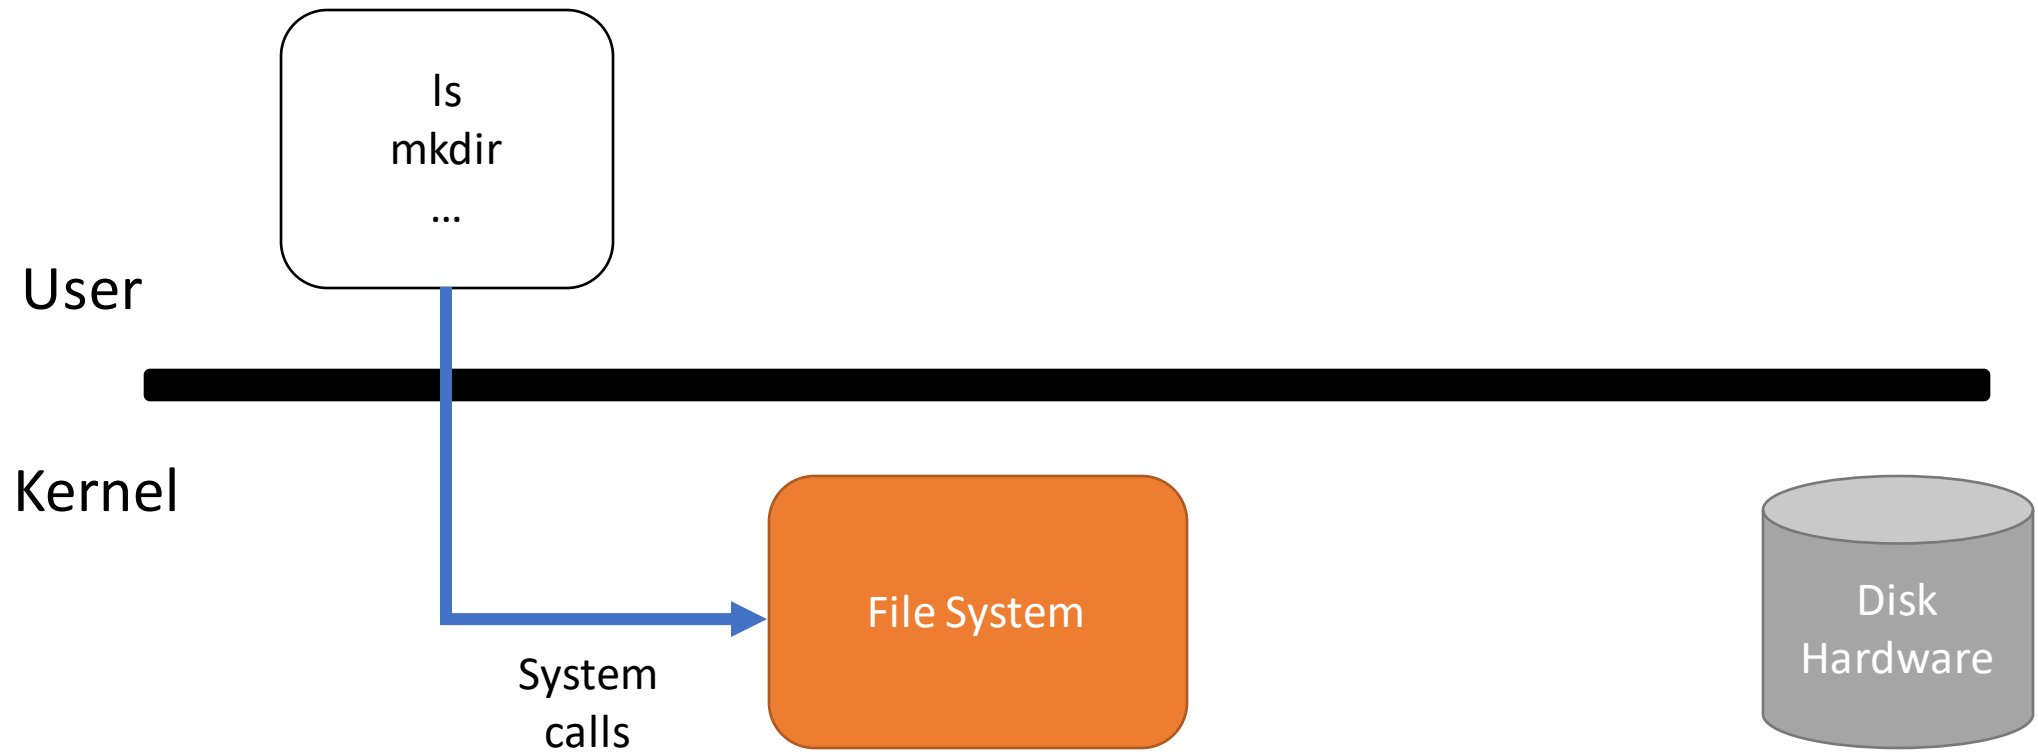 ls
mkdir
…
User
Kernel
File System
System
calls
Disk
Hardware